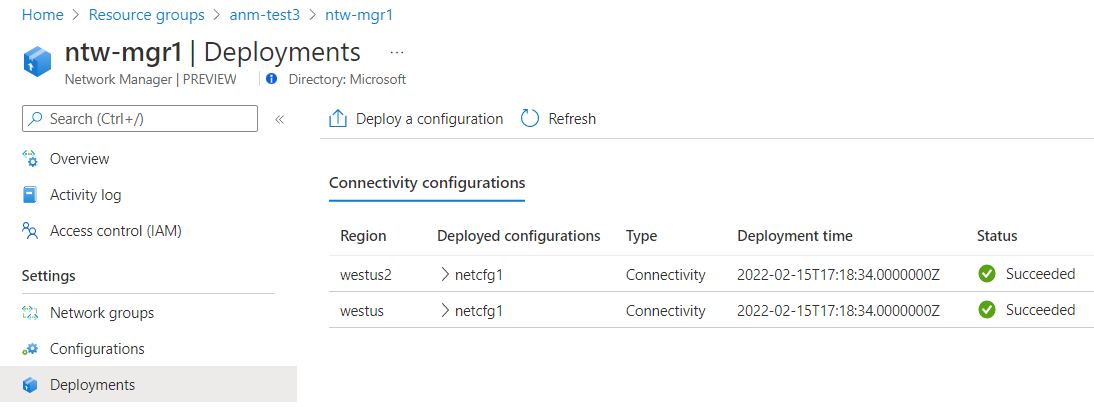 Home > Resource groups > anm-test3 > ntw-mgr1
ntw-mgr1 | Deployments ...
Network Manager | PREVIEW Directory: Microsoft
Search (Ctrl+/) «
Overview
Activity log
Access control (IAM)
Settings
Network groups
Configurations
Deployments
Deploy a configuration Refresh
Connectivity configurations
Region Deployed configurations Type Deployment time Status
westus2 > netcfg1 Connectivity 2022-02-15T17:18:34.0000000Z Succeeded
westus > netcfg1 Connectivity 2022-02-15T17:18:34.0000000Z Succeeded